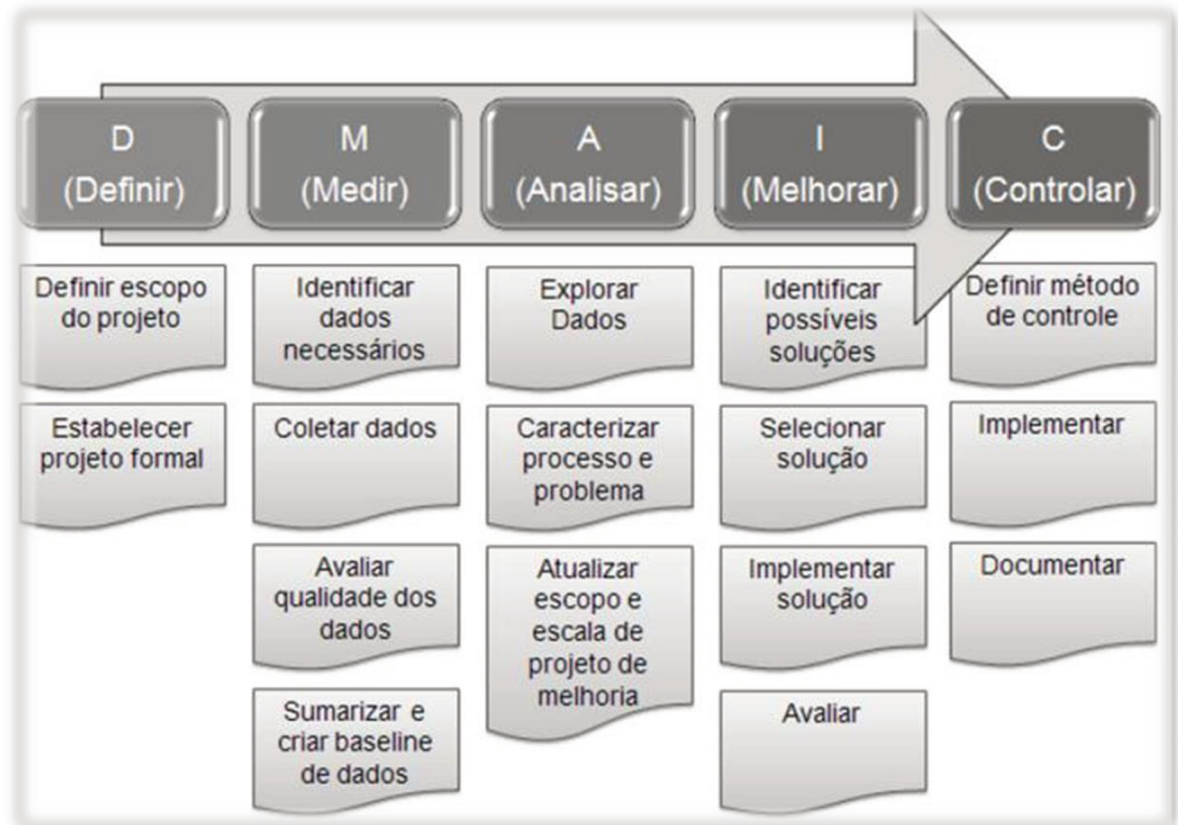 D
(Definir)
M
(Medir)
A
(Analisar)
I
(Melhorar)
C
(Controlar)
Definir escopo
do projeto
Estabelecer
projeto formal
Identificar
dados
necessários
Coletar dados
Avaliar
qualidade dos
dados
Sumarizar e
criar baseline
de dados
Explorar
Dados
Caracterizar
processo e
problema
Atualizar
escopo e
escala de
projeto de
melhoria
Identificar
possíveis
soluções
Selecionar
solução
Implementar
solução
Avaliar
Definir método
de controle
Implementar
Documentar